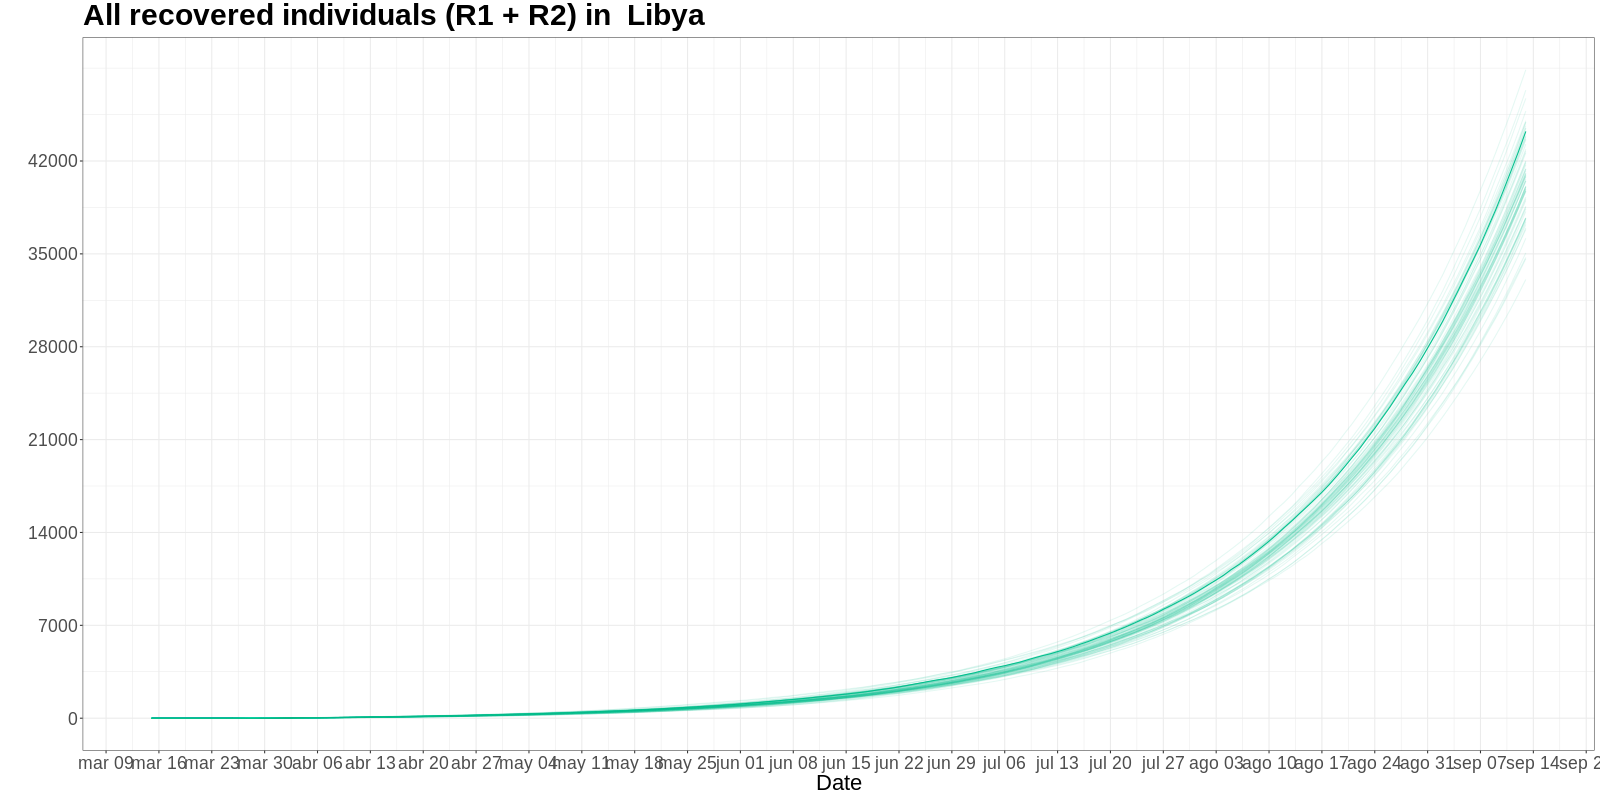 All recovered individuals (R1 + R2) in  Libya
42000
35000
28000
21000
14000
7000
0
mar 09 mar 16 mar 23 mar 30 abr 06 abr 13 abr 20 abr 27 may 04 may 11 may 18 may 25 jun 01 jun 08 jun 15 jun 22 jun 29 jul 06 jul 13 jul 20 jul 27 ago 03 ago 10 ago 17 ago 24 ago 31 sep 07 sep 14 sep 2
Date